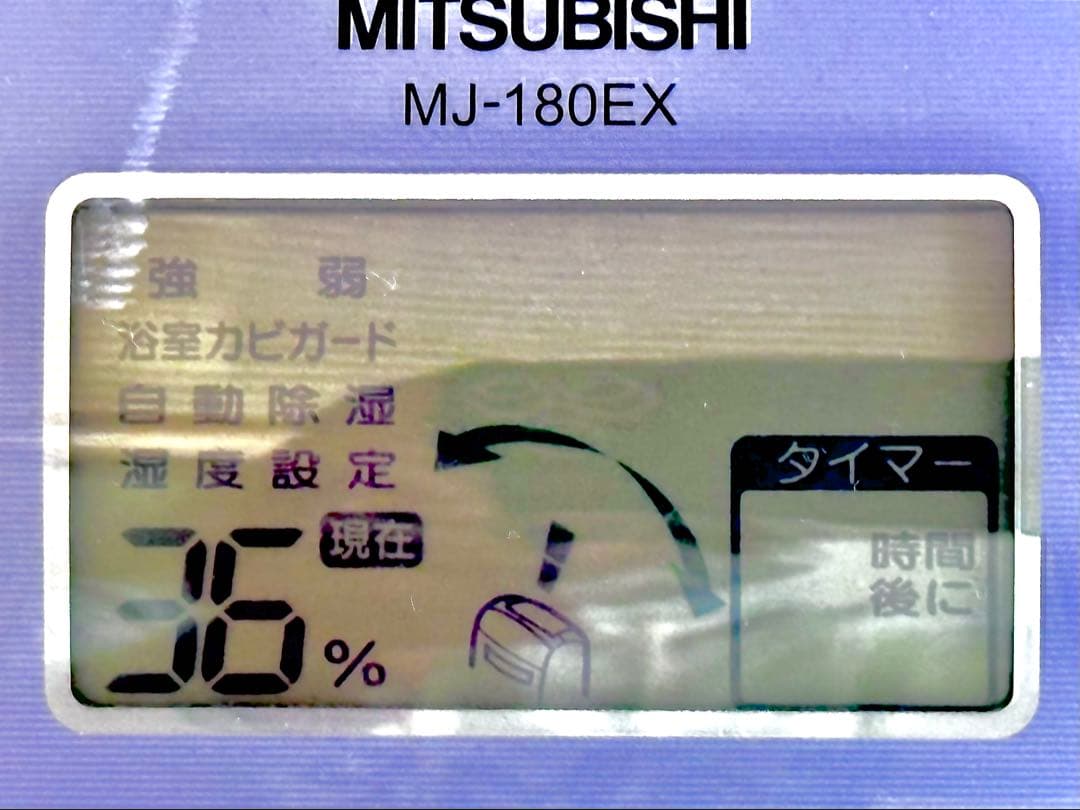 MITSUBISHI
MJ-180EX
強 弱
浴室カビガード
自動除湿
湿度設定
タイマー
現在
36%
時間
後に